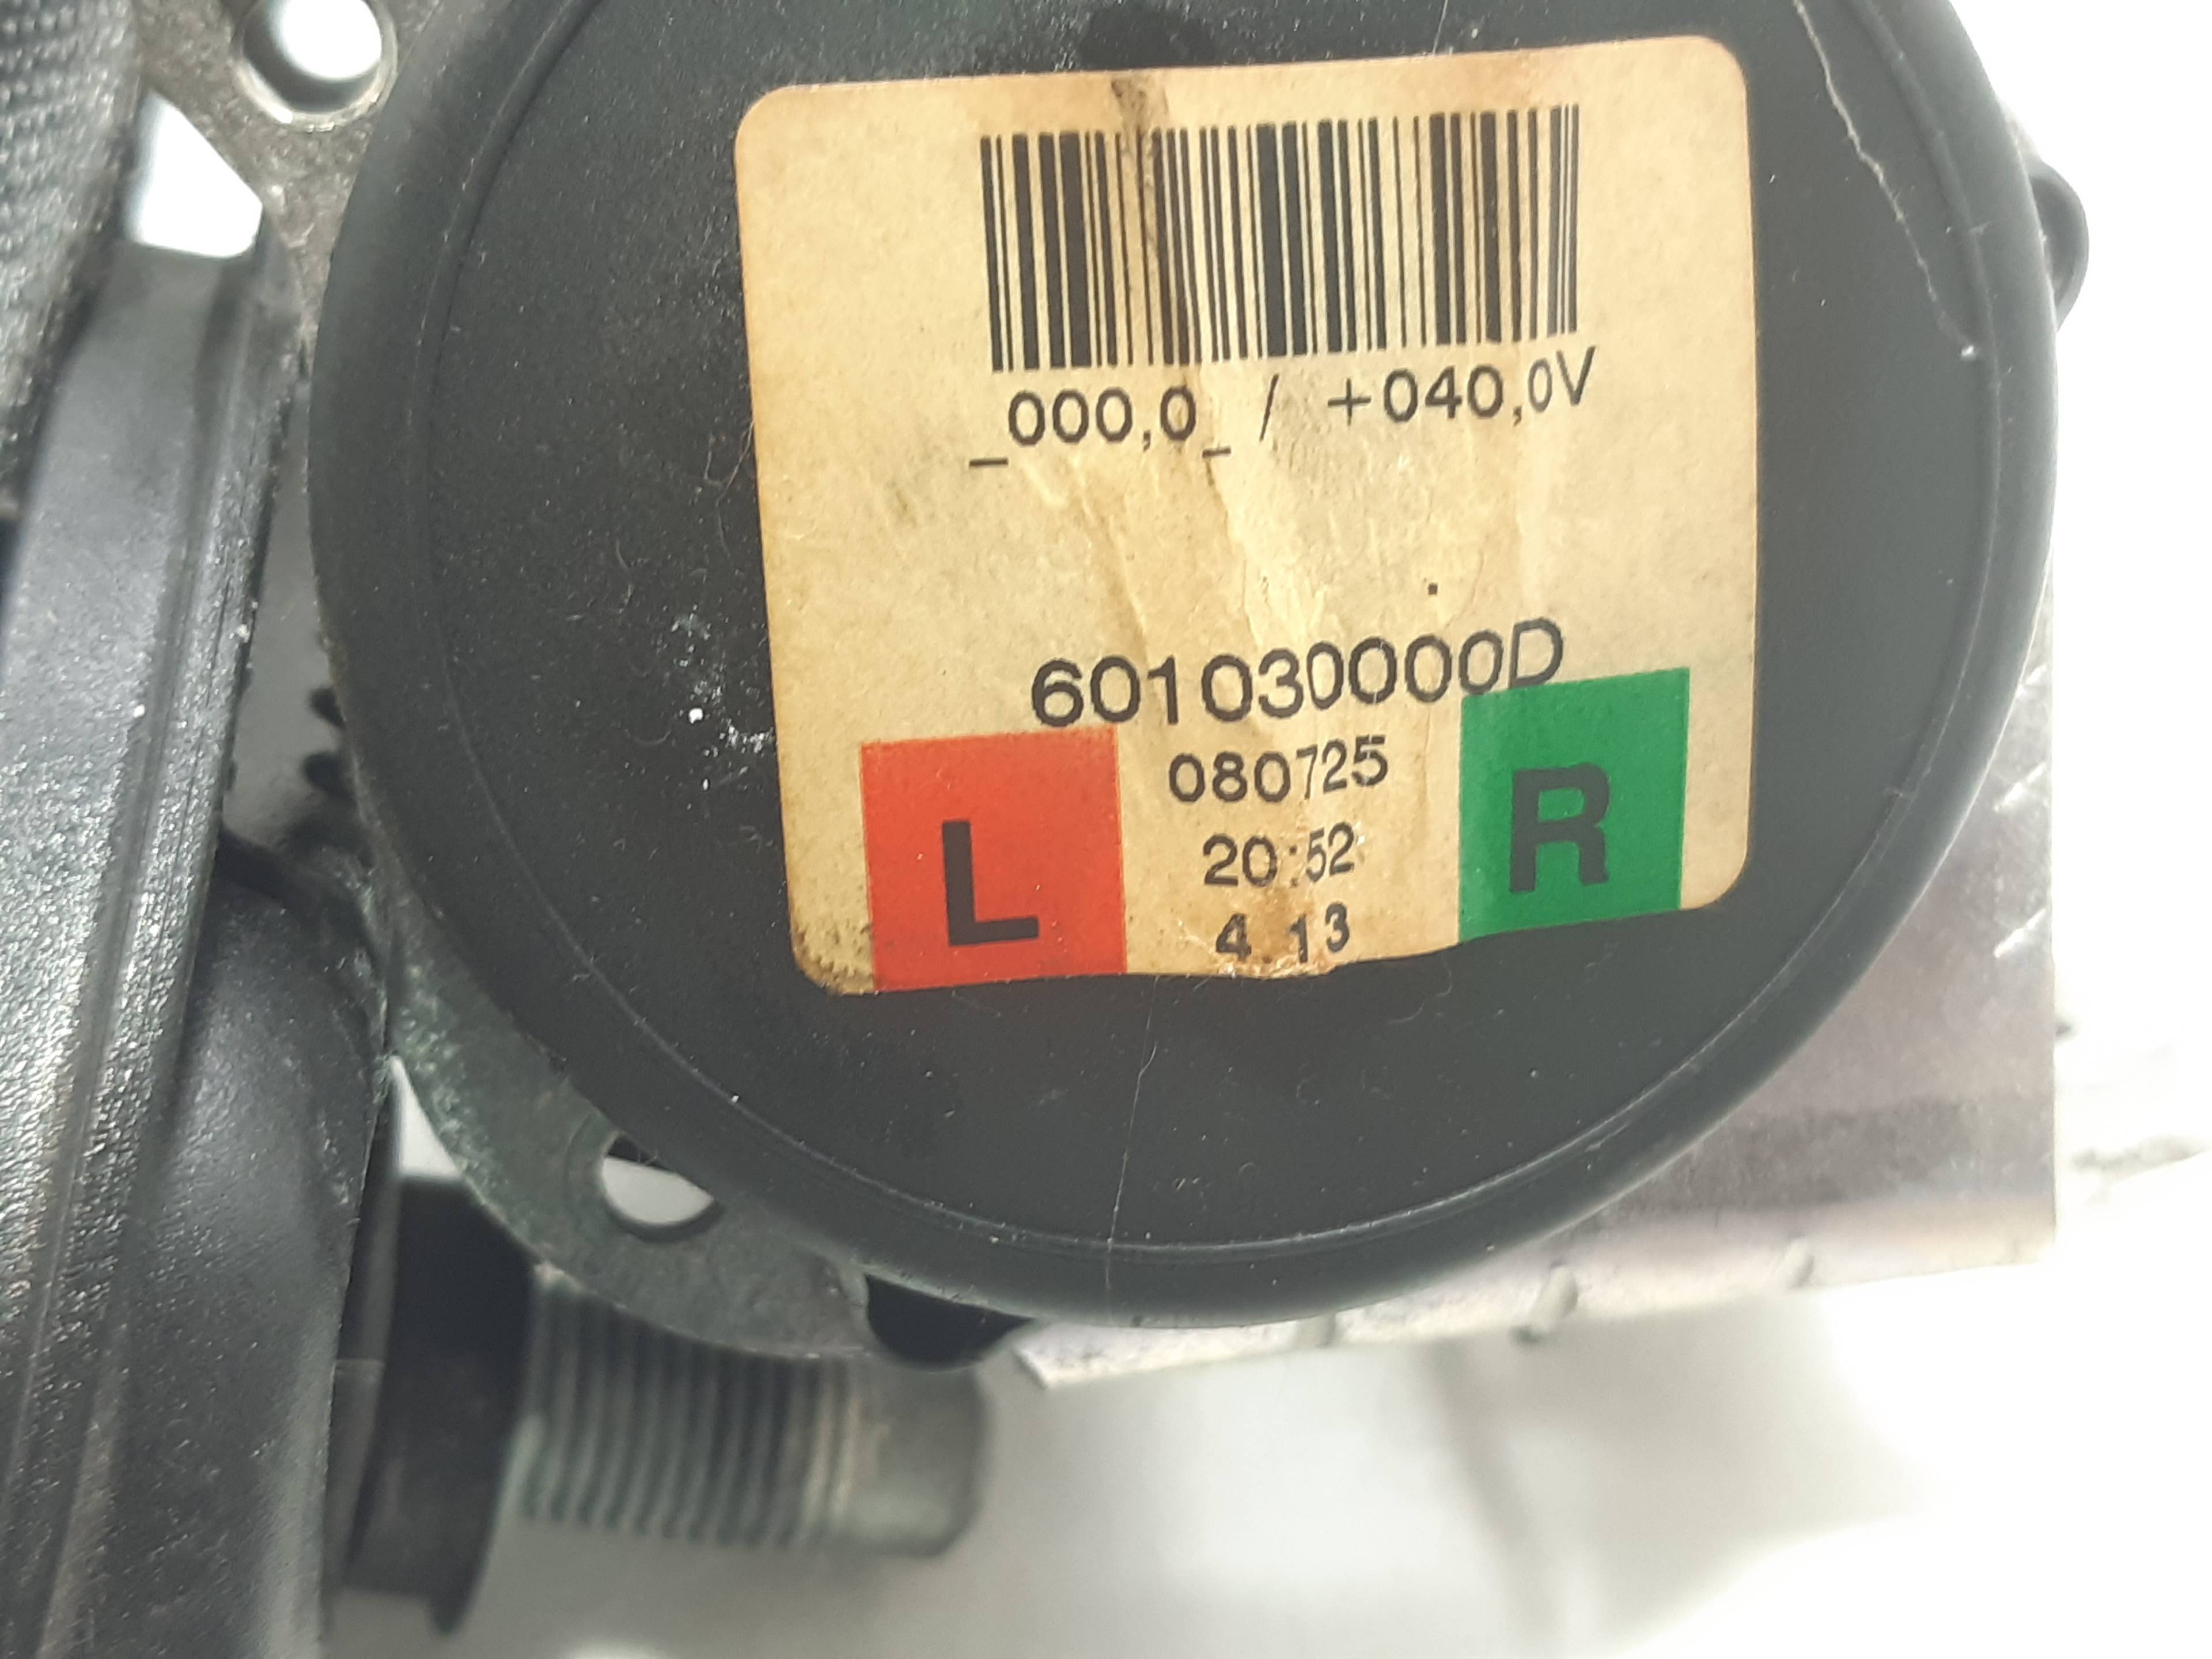 _000,0_ / +040,0V
601030000D
080725
20:52
4.13
L
R